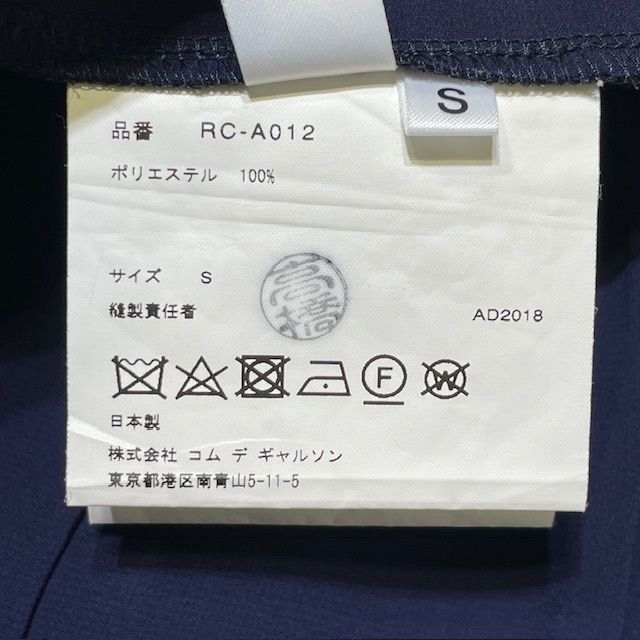 S
品番 RC-A012
ポリエステル 100%
サイズ S
縫製責任者
AD2018
F
W
日本製
株式会社 コム デ ギャルソン
東京都港区南青山5-11-5